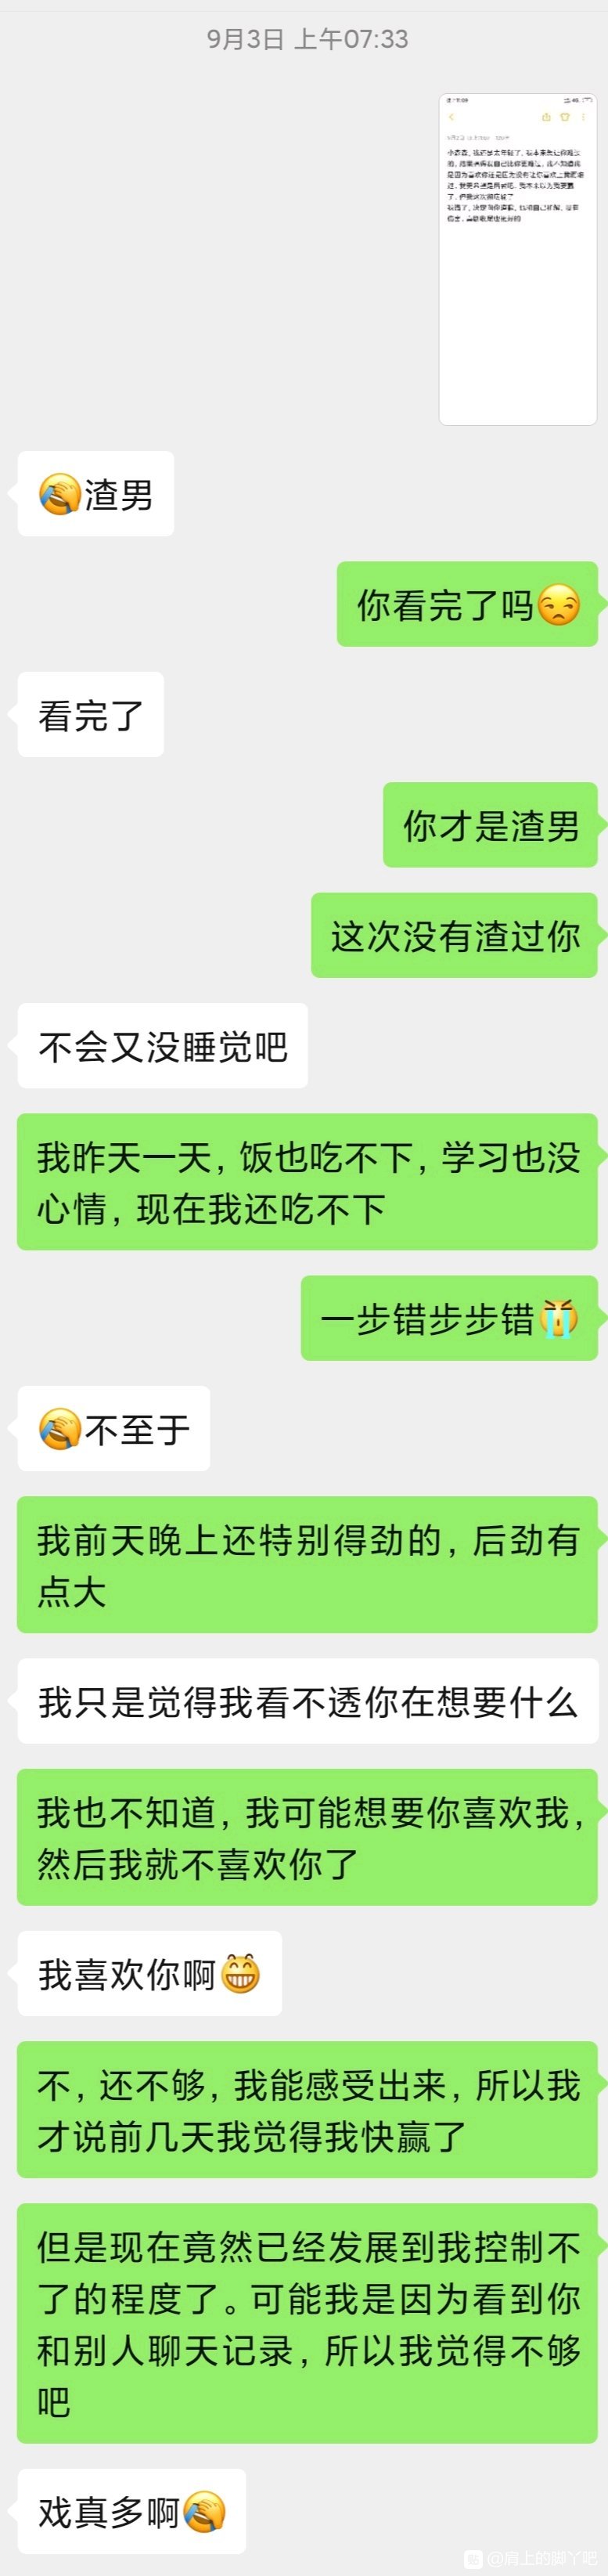 9月3日 上午07:33
渣男
你看完了吗
看完了
你才是渣男
这次没有渣过你
不会又没睡觉吧
我昨天一天,饭也吃不下,学习也没
心情,现在我还吃不下
一步错步步错
不至于
我前天晚上还特别得劲的,后劲有
点大
我只是觉得我看不透你在想要什么
我也不知道,我可能想要你喜欢我,
然后我就不喜欢你了
我喜欢你啊
不,还不够,我能感受出来,所以我
才说前几天我觉得我快赢了
但是现在竟然已经发展到我控制不
了的程度了。可能我是因为看到你
和别人聊天记录,所以我觉得不够
吧
戏真多啊
@肩上的脚丫吧